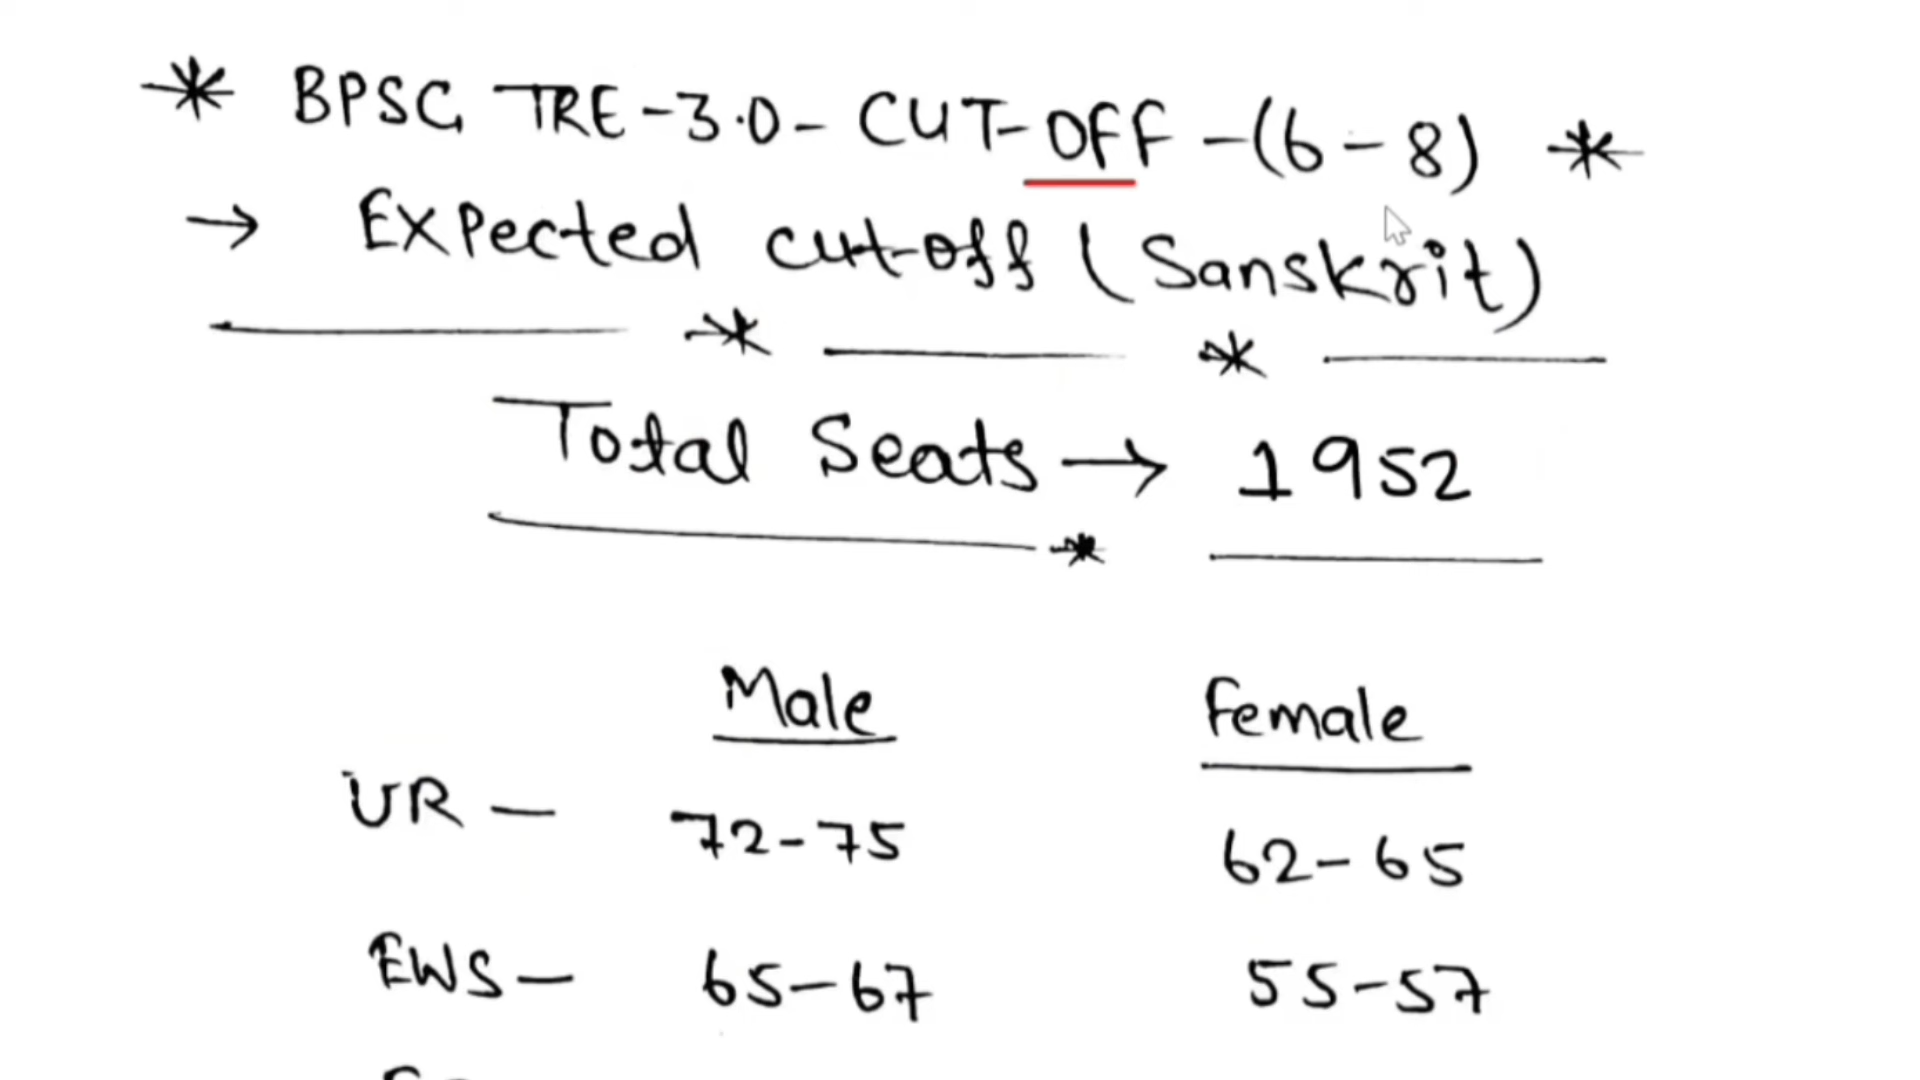 * BPSC TRE-3.0- CUT-OFF -(6-8) *
→ Expected cut-off (Sanskrit)
Total Seats → 1952
Male Female
UR — 72-75 62-65
EWS — 65-67 55-57